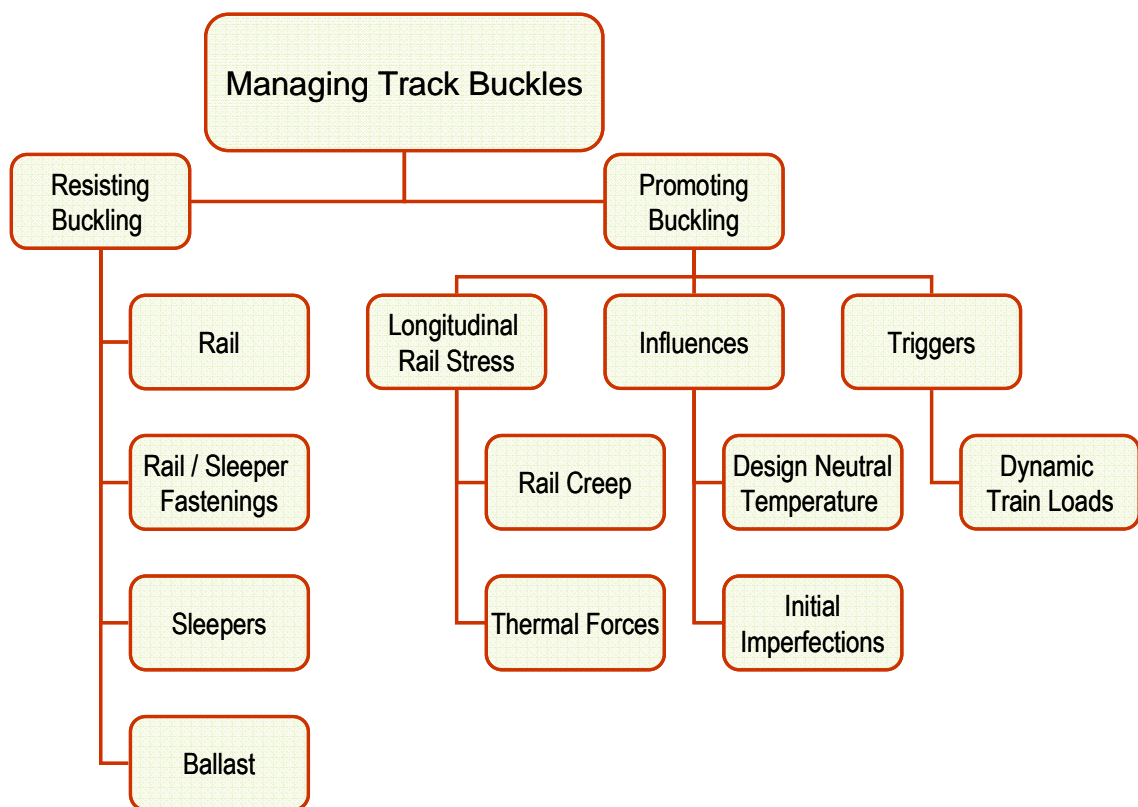 Managing Track Buckles
Resisting
Buckling
Promoting
Buckling
Rail
Longitudinal
Rail Stress
Influences
Triggers
Rail / Sleeper
Fastenings
Rail Creep
Design Neutral
Temperature
Dynamic
Train Loads
Sleepers
Thermal Forces
Initial
Imperfections
Ballast